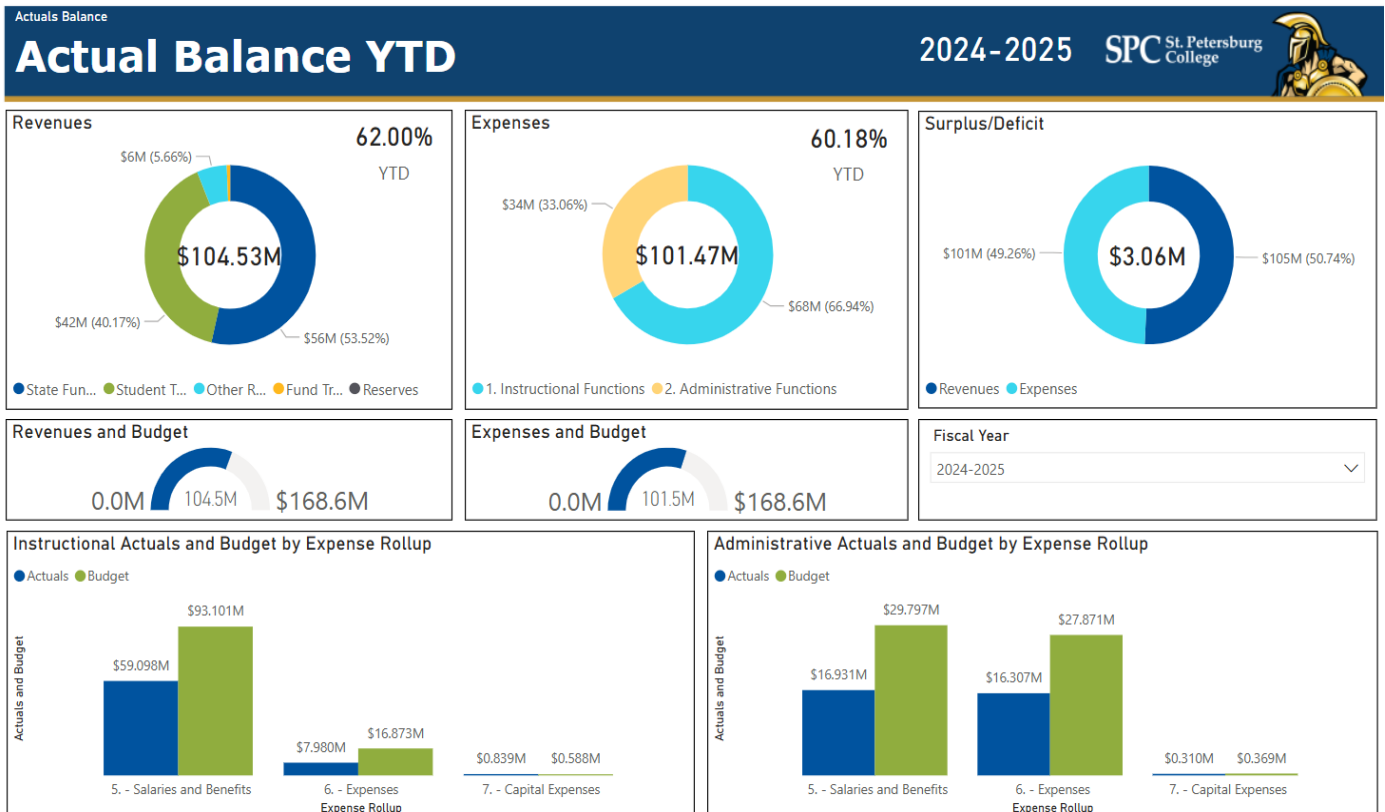 Actuals Balance
Actual Balance YTD
2024-2025
SPC St. Petersburg
College
Revenues
62.00%
YTD
$6M (5.66%)
$104.53M
$42M (40.17%)
$56M (53.52%)
State Fun... Student T... Other R... Fund Tr... Reserves
Expenses
60.18%
YTD
$34M (33.06%)
$101.47M
$68M (66.94%)
1. Instructional Functions 2. Administrative Functions
Surplus/Deficit
$101M (49.26%)
$3.06M
$105M (50.74%)
Revenues Expenses
Revenues and Budget
0.0M 104.5M $168.6M
Expenses and Budget
0.0M 101.5M $168.6M
Fiscal Year
2024-2025
Instructional Actuals and Budget by Expense Rollup
Actuals Budget
Actuals and Budget
$93.101M
$59.098M
$16.873M
$7.980M
$0.839M $0.588M
5. - Salaries and Benefits 6. - Expenses 7. - Capital Expenses
Expense Rollup
Administrative Actuals and Budget by Expense Rollup
Actuals Budget
Actuals and Budget
$29.797M
$27.871M
$16.931M
$16.307M
$0.310M $0.369M
5. - Salaries and Benefits 6. - Expenses 7. - Capital Expenses
Expense Rollup